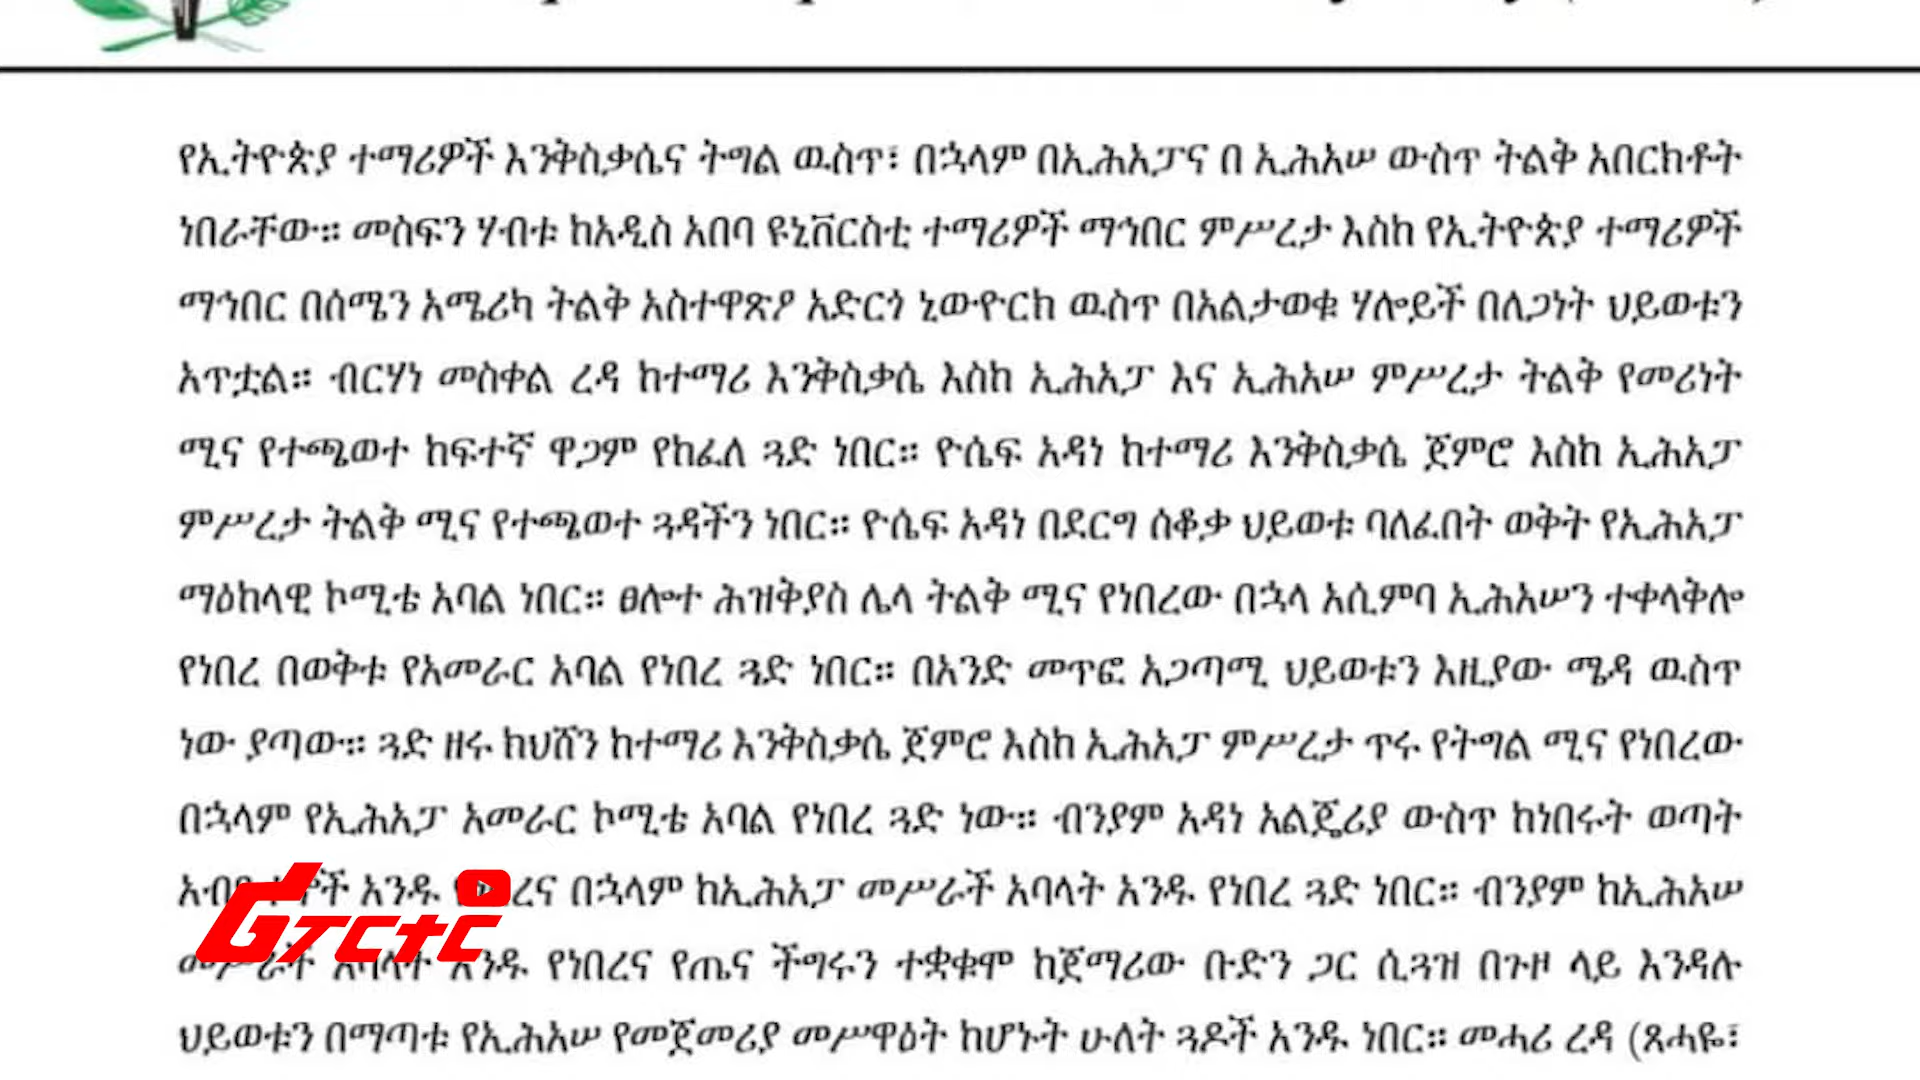 የኢትዮጵያ ተማሪዎች እንቅስቃሴና ትግል ዉስጥ፣ በኋላም በኢሕአፓና በ ኢሕአሠ ውስጥ ትልቅ አበርክቶት
ነበራቸው። መስፍን ሃብቱ ከአዲስ አበባ ዩኒቨርስቲ ተማሪዎች ማኅበር ምሥረታ እስከ የኢትዮጵያ ተማሪዎች
ማኅበር በሰሜን አሜሪካ ትልቅ አስተዋጽዖ አድርጎ ኒውዮርክ ዉስጥ በአልታወቁ ሃሎይች በለጋነት ህይወቱን
አጥቷል። ብርሃነ መስቀል ረዳ ከተማሪ እንቅስቃሴ እስከ ኢሕአፓ እና ኢሕአሠ ምሥረታ ትልቅ የመሪነት
ሚና የተጫወተ ከፍተኛ ዋጋም የከፈለ ጓድ ነበር። ዮሴፍ አዳነ ከተማሪ እንቅስቃሴ ጀምሮ እስከ ኢሕአፓ
ምሥረታ ትልቅ ሚና የተጫወተ ጓዳችን ነበር። ዮሴፍ አዳነ በደርግ ሰቆቃ ህይወቱ ባለፈበት ወቅት የኢሕአፓ
ማዕከላዊ ኮሚቴ አባል ነበር። ፀሎተ ሕዝቅያስ ሌላ ትልቅ ሚና የነበረው በኋላ አሲምባ ኢሕአሠን ተቀላቅሎ
የነበረ በወቅቱ የአመራር አባል የነበረ ጓድ ነበር። በአንድ መጥፎ አጋጣሚ ህይወቱን እዚያው ሜዳ ዉስጥ
ነው ያጣው። ጓድ ዘሩ ክህሽን ከተማሪ እንቅስቃሴ ጀምሮ እስከ ኢሕአፓ ምሥረታ ጥሩ የትግል ሚና የነበረው
በኋላም የኢሕአፓ አመራር ኮሚቴ አባል የነበረ ጓድ ነው። ብንያም አዳነ አልጄሪያ ውስጥ ከነበሩት ወጣት
አንዱ በኋላም ከኢሕአፓ መሥራች አባላት አንዱ የነበረ ጓድ ነበር። ብንያም ከኢሕአሠ
መሥራች አባላት አንዱ የነበረና የጤና ችግሩን ተቋቁሞ ከጀማሪው ቡድን ጋር ሲጓዝ በጉዞ ላይ እንዳሉ
ህይወቱን በማጣቱ የኢሕአሠ የመጀመሪያ መሥዋዕት ከሆኑት ሁለት ጓዶች አንዱ ነበር። መሓሪ ረዳ (ጸሓዬ፣